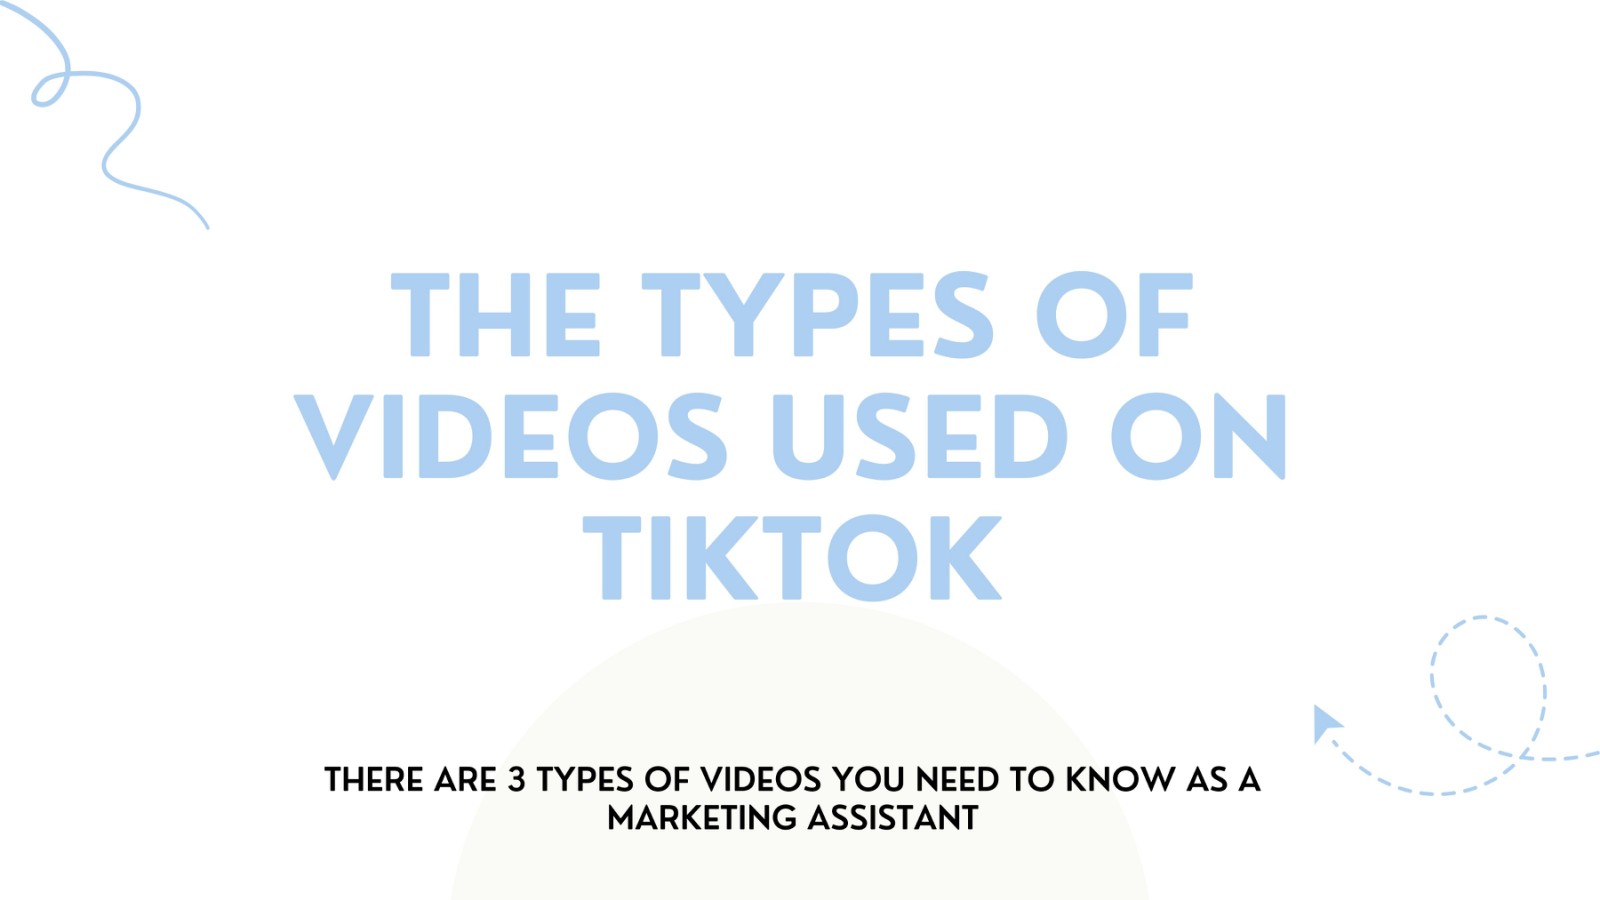 THE TYPES OF
VIDEOS USED ON
TIKTOK
THERE ARE 3 TYPES OF VIDEOS YOU NEED TO KNOW AS A
MARKETING ASSISTANT